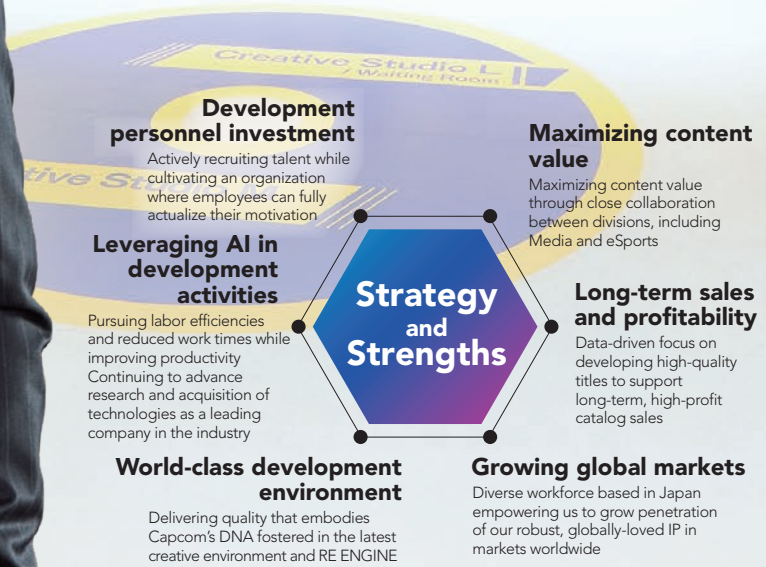 Creative Studio L
/ Waiting Room
Development
personnel investment
Actively recruiting talent while
cultivating an organization
where employees can fully
actualize their motivation
Maximizing content
value
Maximizing content value
through close collaboration
between divisions, including
Media and eSports
Leveraging AI in
development
activities
Pursuing labor efficiencies
and reduced work times while
improving productivity
Continuing to advance
research and acquisition of
technologies as a leading
company in the industry
Strategy
and
Strengths
Long-term sales
and profitability
Data-driven focus on
developing high-quality
titles to support
long-term, high-profit
catalog sales
World-class development
environment
Delivering quality that embodies
Capcom's DNA fostered in the latest
creative environment and RE ENGINE
Growing global markets
Diverse workforce based in Japan
empowering us to grow penetration
of our robust, globally-loved IP in
markets worldwide